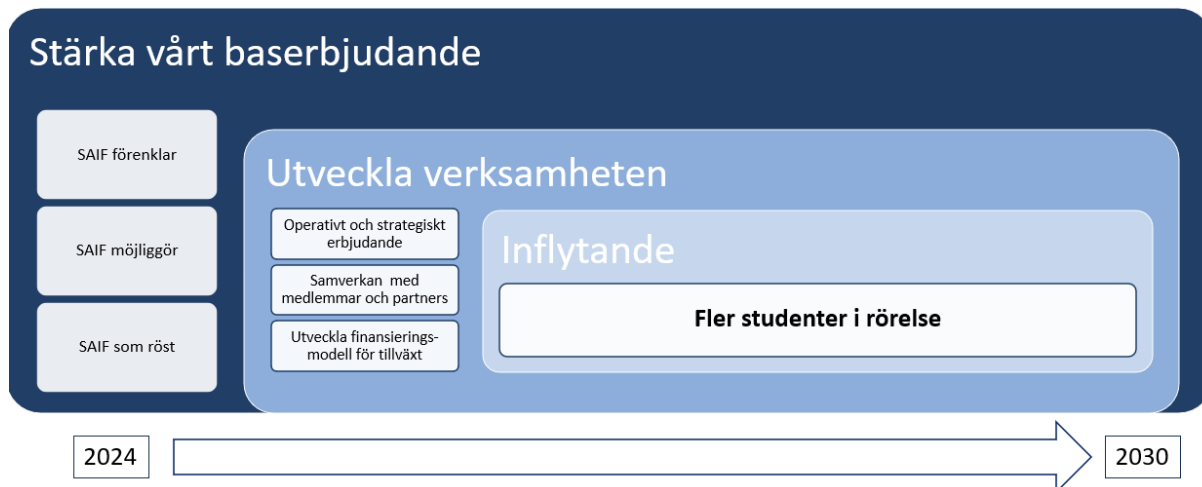 Stärka vårt baserbjudande
SAIF förenklar
SAIF möjliggör
SAIF som röst
Utveckla verksamheten
Operativt och strategiskt
erbjudande
Samverkan med
medlemmar och partners
Utveckla finansierings-
modell för tillväxt
Inflytande
Fler studenter i rörelse
2024
2030